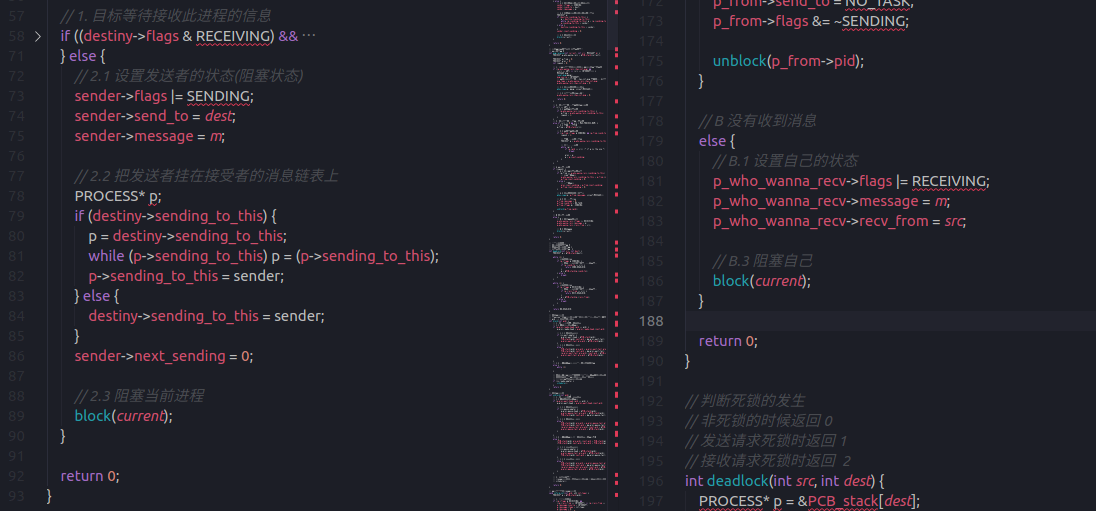 57 // 1. 目标等待接收此进程的信息
58 if ((destiny->flags & RECEIVING) && ···
71 } else {
72 // 2.1 设置发送者的状态(阻塞状态)
73 sender->flags |= SENDING;
74 sender->send_to = dest;
75 sender->message = m;
76
77 // 2.2 把发送者挂在接受者的消息链表上
78 PROCESS* p;
79 if (destiny->sending_to_this) {
80 p = destiny->sending_to_this;
81 while (p->sending_to_this) p = (p->sending_to_this);
82 p->sending_to_this = sender;
83 } else {
84 destiny->sending_to_this = sender;
85 }
86 sender->next_sending = 0;
87
88 // 2.3 阻塞当前进程
89 block(current);
90 }
91
92 return 0;
93 }
172 p_from->send_to = NO_TASK;
173 p_from->flags &= ~SENDING;
174
175 unblock(p_from->pid);
176 }
177
178 // B 没有收到消息
179 else {
180 // B.1 设置自己的状态
181 p_who_wanna_recv->flags |= RECEIVING;
182 p_who_wanna_recv->message = m;
183 p_who_wanna_recv->recv_from = src;
184
185 // B.3 阻塞自己
186 block(current);
187 }
188
189 return 0;
190 }
191
192 // 判断死锁的发生
193 // 非死锁的时候返回 0
194 // 发送请求死锁时返回 1
195 // 接收请求死锁时返回 2
196 int deadlock(int src, int dest) {
197 PROCESS* p = &PCB_stack[dest];